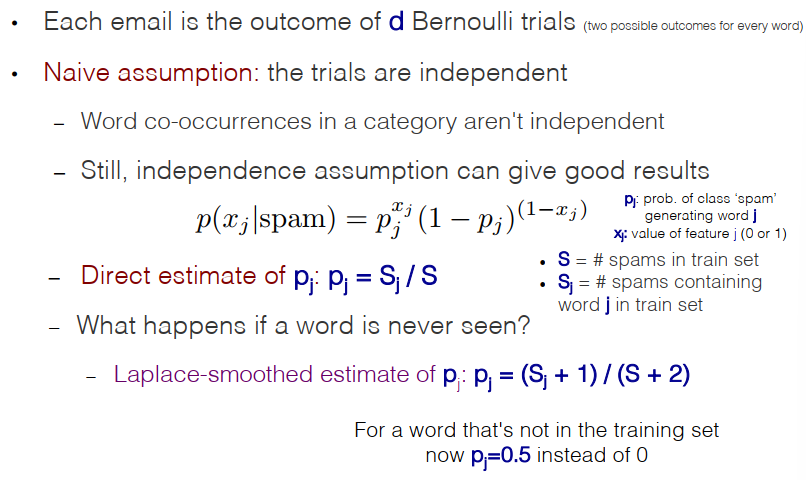 • Each email is the outcome of d Bernoulli trials (two possible outcomes for every word)
• Naive assumption: the trials are independent
– Word co-occurrences in a category aren't independent
– Still, independence assumption can give good results
p(x_j|spam) = p_j^{x_j} (1 − p_j)^{(1−x_j)}
p_j: prob. of class 'spam'
generating word j
x_j: value of feature j (0 or 1)
– Direct estimate of p_j: p_j = S_j / S
• S = # spams in train set
• S_j = # spams containing
word j in train set
– What happens if a word is never seen?
– Laplace-smoothed estimate of p_j: p_j = (S_j + 1) / (S + 2)
For a word that's not in the training set
now p_j=0.5 instead of 0